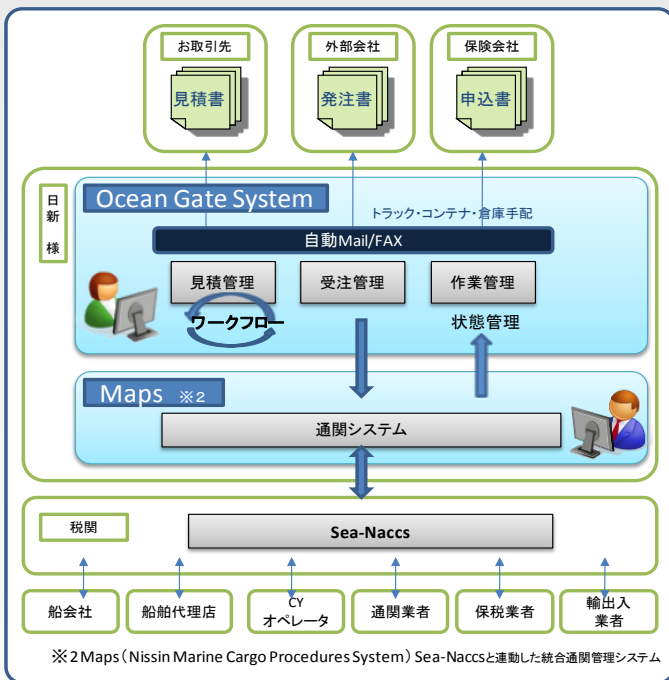 お取引先
外部会社
保険会社
見積書
発注書
申込書
日新 様
Ocean Gate System
トラック・コンテナ・倉庫手配
自動Mail/FAX
見積管理
受注管理
作業管理
ワークフロー
状態管理
Maps ※2
通関システム
税関
Sea-Naccs
船会社
船舶代理店
CY
オペレータ
通関業者
保税業者
輸出入
業者
※2 Maps（Nissin Marine Cargo Procedures System）Sea-Naccsと連動した統合通関管理システム